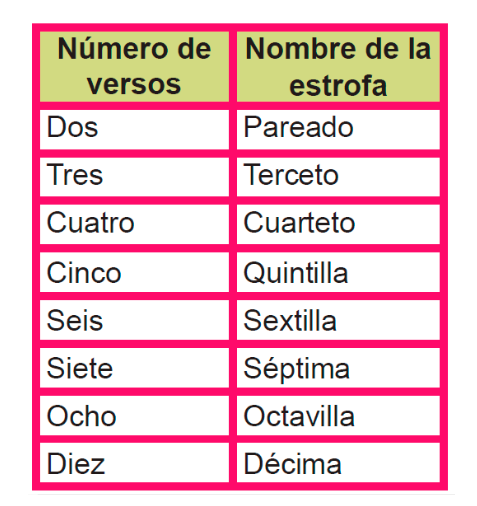 Número de versos Nombre de la estrofa
Dos Pareado
Tres Terceto
Cuatro Cuarteto
Cinco Quintilla
Seis Sextilla
Siete Séptima
Ocho Octavilla
Diez Décima